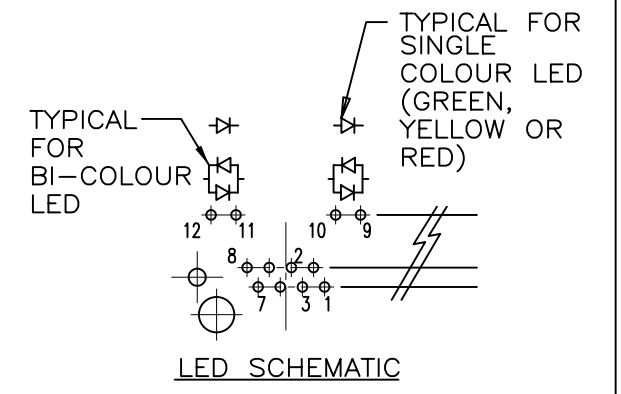 TYPICAL FOR
SINGLE
COLOUR LED
(GREEN,
YELLOW OR
RED)
TYPICAL
FOR
BI-COLOUR
LED
12 11 10 9
8 2
7 3 1
LED SCHEMATIC